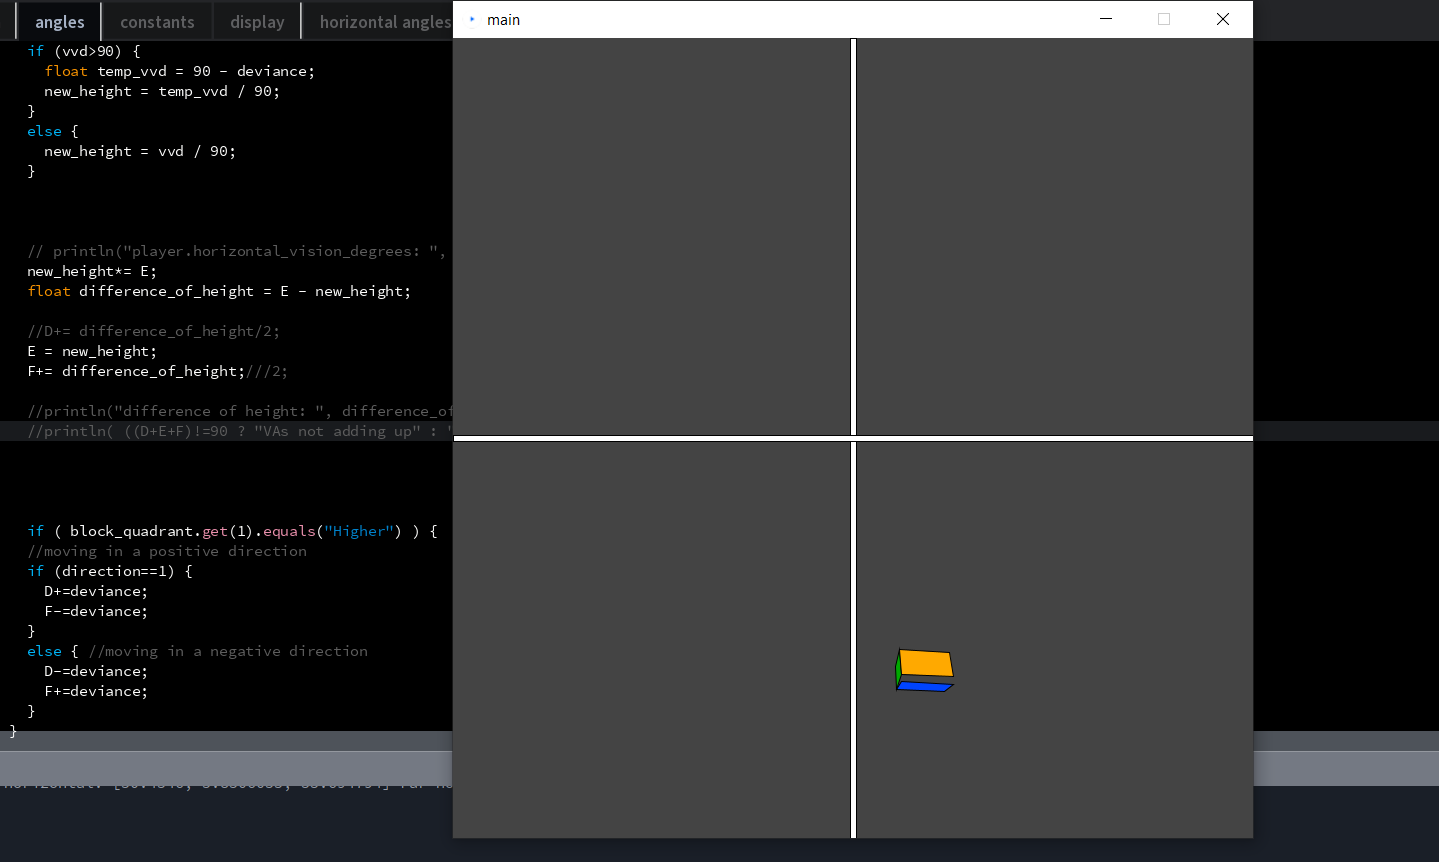 angles constants display horizontal angles
main
if (vvd>90) {
float temp_vvd = 90 - deviance;
new_height = temp_vvd / 90;
}
else {
new_height = vvd / 90;
}
// println("player.horizontal_vision_degrees: ",
new_height*= E;
float difference_of_height = E - new_height;
//D+= difference_of_height/2;
E = new_height;
F+= difference_of_height;///2;
//println("difference of height: ", difference_of
//println( ((D+E+F)!=90 ? "VAs not adding up" : "
if ( block_quadrant.get(1).equals("Higher") ) {
//moving in a positive direction
if (direction==1) {
D+=deviance;
F-=deviance;
}
else { //moving in a negative direction
D-=deviance;
F+=deviance;
}
}